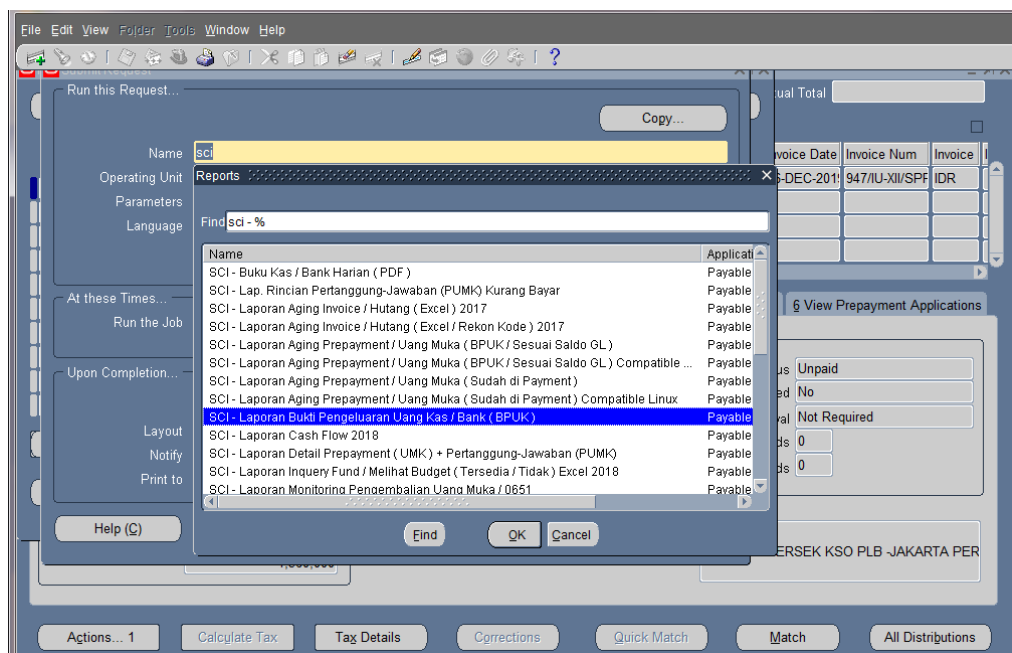 File Edit View Folder Tools Window Help
Submit Request
Run this Request...
tual Total
Copy...
Name sci
Operating Unit
Parameters
Language
Reports
Find sci - %
Name Applicati
SCI - Buku Kas / Bank Harian ( PDF ) Payable
SCI - Lap. Rincian Pertanggung-Jawaban (PUMK) Kurang Bayar Payable
SCI - Laporan Aging Invoice / Hutang ( Excel ) 2017 Payable
SCI - Laporan Aging Invoice / Hutang ( Excel / Rekon Kode ) 2017 Payable
SCI - Laporan Aging Prepayment / Uang Muka ( BPUK / Sesuai Saldo GL ) Payable
SCI - Laporan Aging Prepayment / Uang Muka ( BPUK / Sesuai Saldo GL ) Compatible ... Payable
SCI - Laporan Aging Prepayment / Uang Muka ( Sudah di Payment ) Payable
SCI - Laporan Aging Prepayment / Uang Muka ( Sudah di Payment ) Compatible Linux Payable
SCI - Laporan Bukti Pengeluaran Uang Kas / Bank ( BPUK ) Payable
SCI - Laporan Cash Flow 2018 Payable
SCI - Laporan Detail Prepayment ( UMK ) + Pertanggung-Jawaban (PUMK) Payable
SCI - Laporan Inquery Fund / Melihat Budget ( Tersedia / Tidak ) Excel 2018 Payable
SCI - Laporan Monitoring Pengembalian Uang Muka / 0651 Payable
Find OK Cancel
At these Times...
Run the Job
Upon Completion...
Layout
Notify
Print to
Help (C)
nvoice Date Invoice Num Invoice
-DEC-201 947/IU-XII/SPF IDR
6 View Prepayment Applications
us Unpaid
ed No
val Not Required
ds 0
ds 0
ERSEK KSO PLB -JAKARTA PER
Actions... 1 Calculate Tax Tax Details Corrections Quick Match Match All Distributions